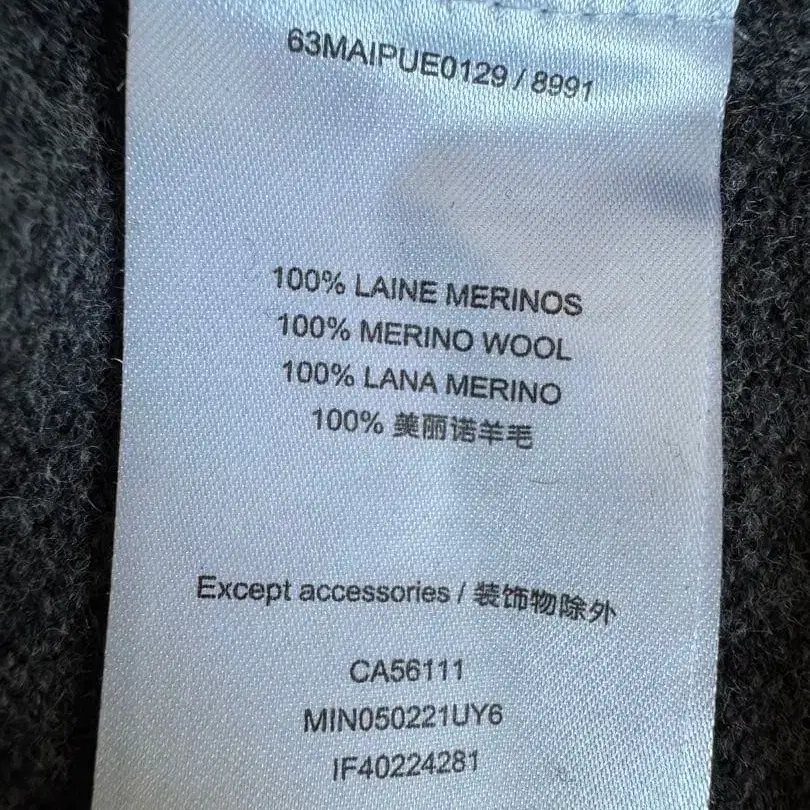 63MAIPUE0129 / 8991
100% LAINE MERINOS
100% MERINO WOOL
100% LANA MERINO
100% 美丽诺羊毛
Except accessories / 装饰物除外
CA56111
MIN050221UY6
IF40224281